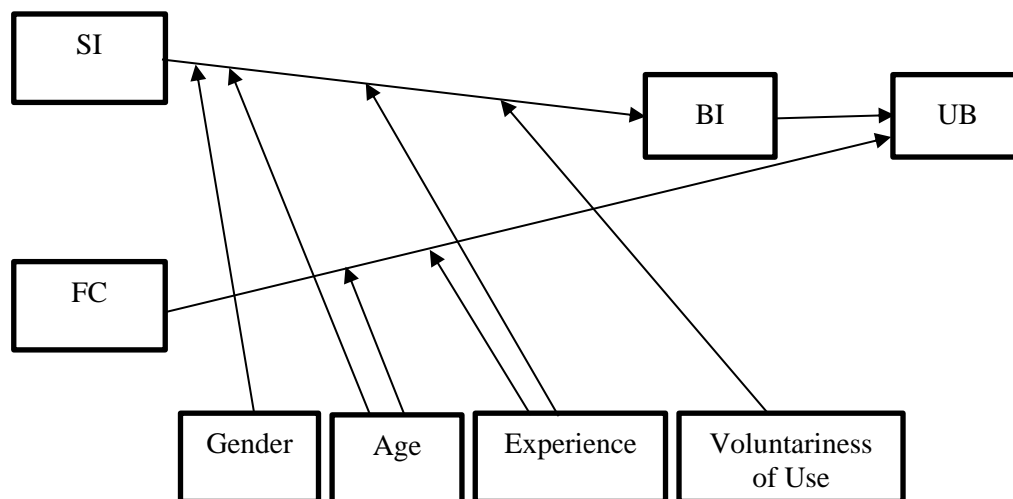 SI
BI
UB
FC
Gender
Age
Experience
Voluntariness
of Use